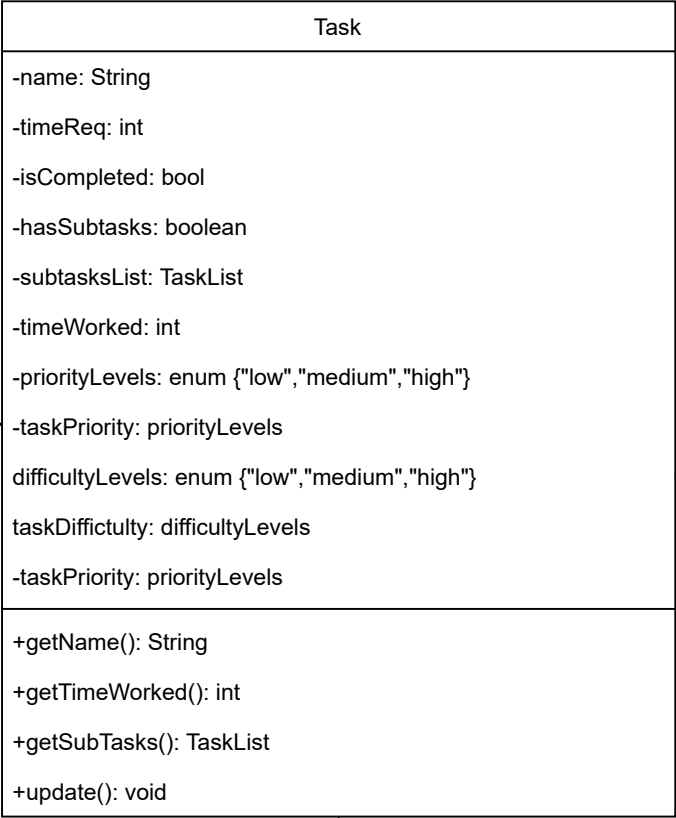 Task
-name: String
-timeReq: int
-isCompleted: bool
-hasSubtasks: boolean
-subtasksList: TaskList
-timeWorked: int
-priorityLevels: enum {"low","medium","high"}
-taskPriority: priorityLevels
difficultyLevels: enum {"low","medium","high"}
taskDiffictulty: difficultyLevels
-taskPriority: priorityLevels
+getName(): String
+getTimeWorked(): int
+getSubTasks(): TaskList
+update(): void